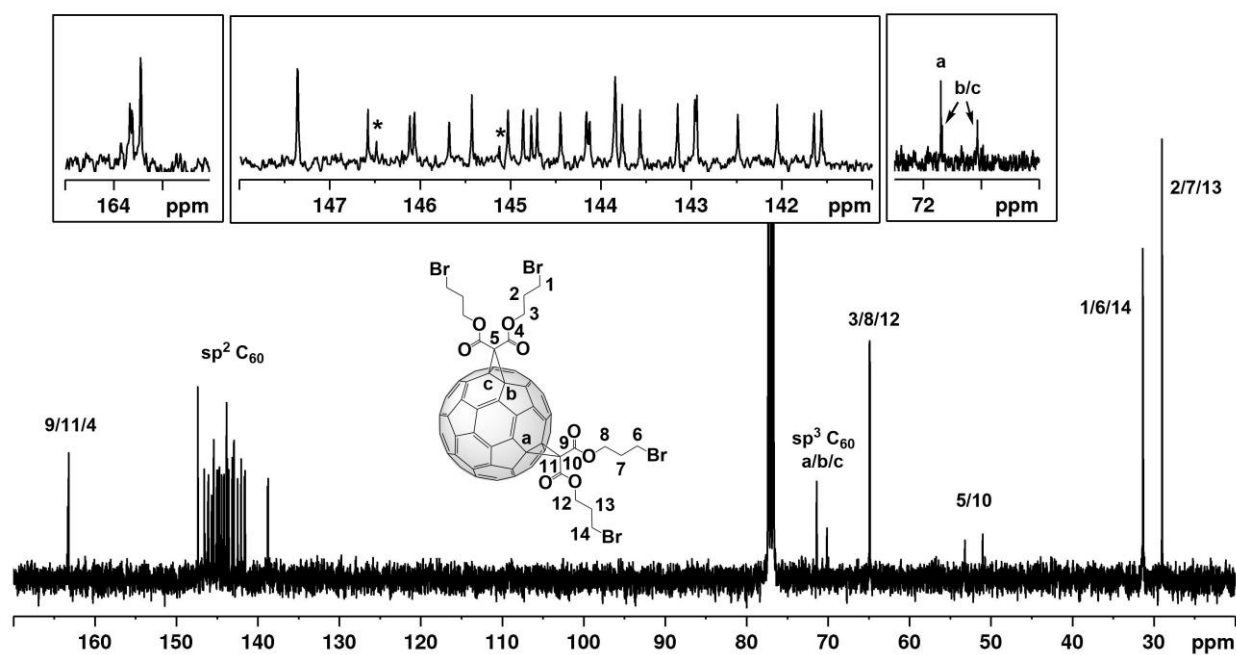 a
b/c
*
*
164 ppm
147 146 145 144 143 142 ppm
72 ppm
2/7/13
Br
Br
1
2
3
O
O
4
5
O
O
c
b
a
9
O
8
6
11
10
O
7
Br
O
O
12
13
14
Br
1/6/14
3/8/12
sp² C₆₀
9/11/4
sp³ C₆₀
a/b/c
5/10
160 150 140 130 120 110 100 90 80 70 60 50 40 30 ppm